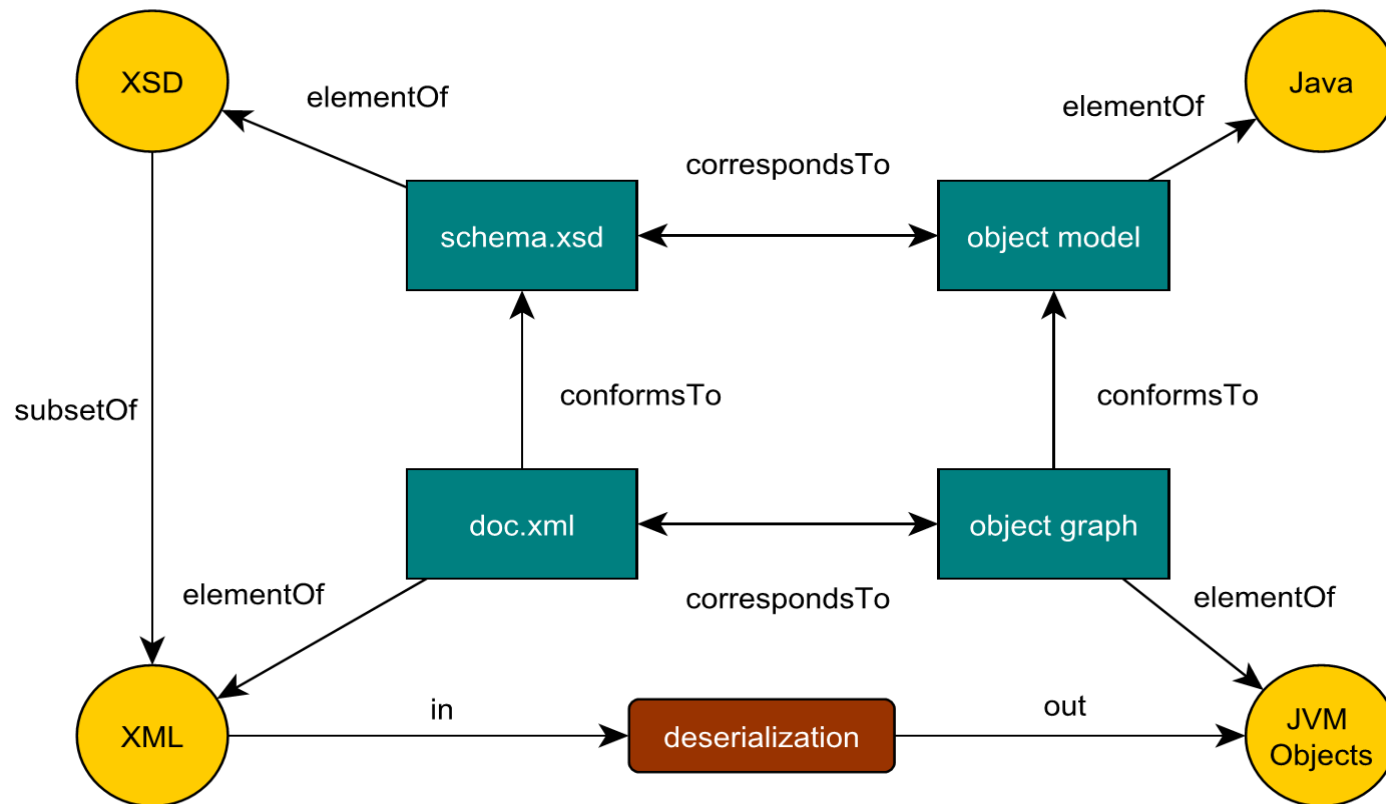 XSD
elementOf
Java
elementOf
correspondsTo
schema.xsd
object model
subsetOf
conformsTo
conformsTo
doc.xml
object graph
elementOf
correspondsTo
elementOf
XML
in
deserialization
out
JVM
Objects